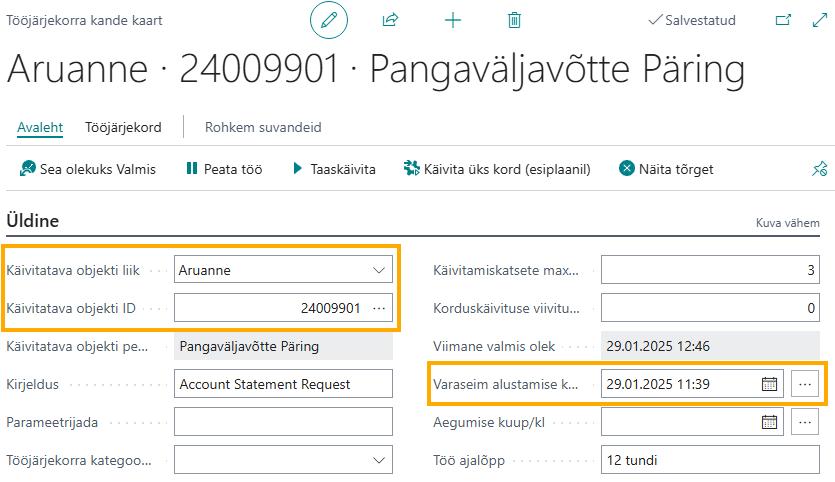 Tööjärjekorra kande kaart
Salvestatud
Aruanne · 24009901 · Pangaväljavõtte Päring
Avaleht Tööjärjekord Rohkem suvandeid
Sea olekuks Valmis Peata töö Taaskäivita Käivita üks kord (esiplaanil) Näita tõrget
Üldine Kuva vähem
Käivitatava objekti liik Aruanne
Käivitatava objekti ID 24009901 ...
Käivitatava objekti pe... Pangaväljavõtte Päring
Kirjeldus Account Statement Request
Parameetrijada
Tööjärjekorra kategoo...
Käivitamiskatsete max... 3
Korduskäivituse viivitu... 0
Viimane valmis olek 29.01.2025 12:46
Varaseim alustamise k... 29.01.2025 11:39 ...
Aegumise kuup/kl ...
Töö ajalõpp 12 tundi